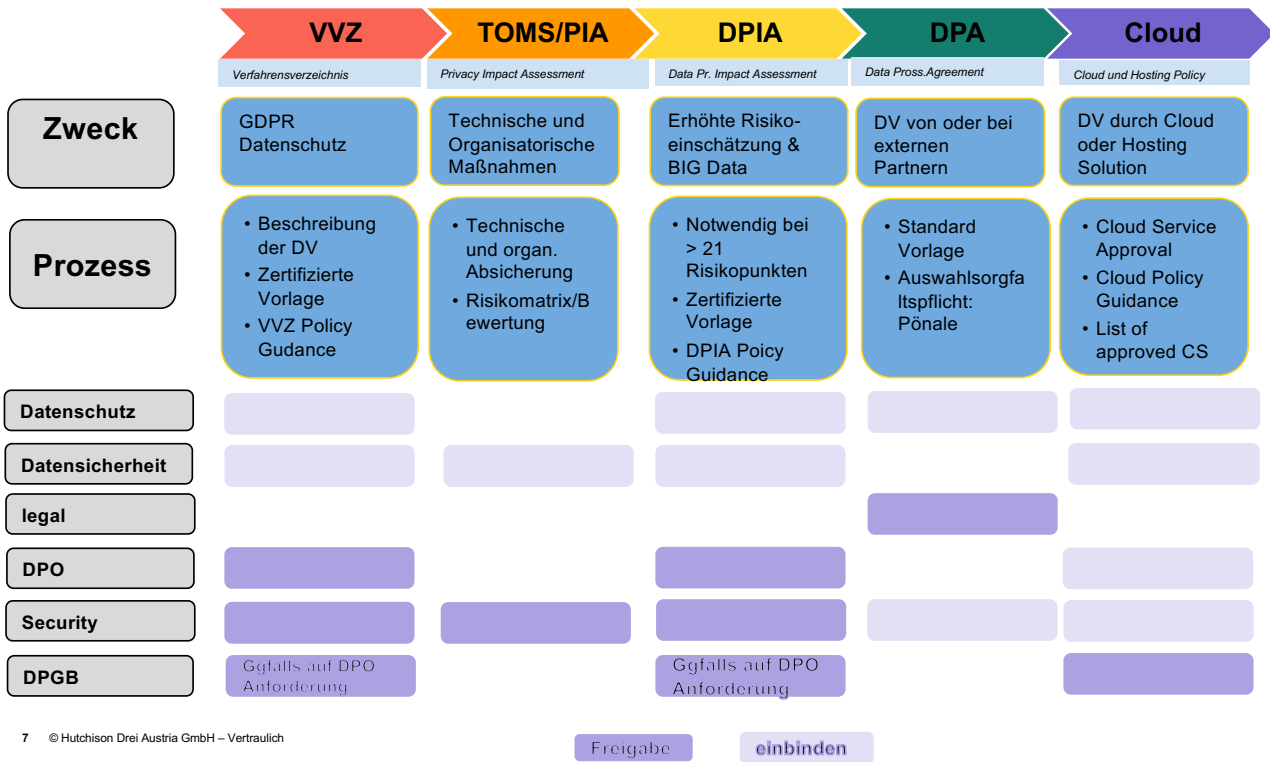 VVZ
TOMS/PIA
DPIA
DPA
Cloud
Verfahrensverzeichnis
Privacy Impact Assessment
Data Pr. Impact Assessment
Data Pross.Agreement
Cloud und Hosting Policy
Zweck
GDPR
Datenschutz
Technische und
Organisatorische
Maßnahmen
Erhöhte Risiko-
einschätzung &
BIG Data
DV von oder bei
externen
Partnern
DV durch Cloud
oder Hosting
Solution
Prozess
• Beschreibung
der DV
• Zertifizierte
Vorlage
• VVZ Policy
Gudance
• Technische
und organ.
Absicherung
• Risikomatrix/B
ewertung
• Notwendig bei
> 21
Risikopunkten
• Zertifizierte
Vorlage
• DPIA Poicy
Guidance
• Standard
Vorlage
• Auswahlsorgfa
ltspflicht:
Pönale
• Cloud Service
Approval
• Cloud Policy
Guidance
• List of
approved CS
Datenschutz
Datensicherheit
legal
DPO
Security
DPGB
Ggfalls auf DPO
Anforderung
Ggfalls auf DPO
Anforderung
7 © Hutchison Drei Austria GmbH – Vertraulich
Freigabe
einbinden